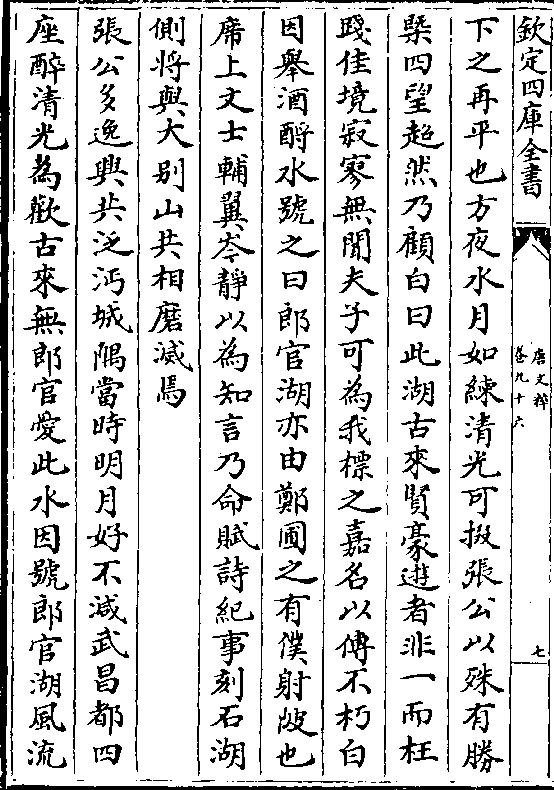 欽定四庫全書
唐文粹
卷九十六
七
下之再平也方夜水月如練清光可掇張公以殊有勝
槩四望超然乃顧白曰此湖古來賢豪遊者非一而枉
踐佳境寂寥無聞夫子可為我標之嘉名以傳不朽白
因舉酒酹水號之曰郎官湖亦由鄭圃之有僕射陂也
席上文士輔翼岑靜以為知言乃命賦詩紀事刻石湖
側將與大别山共相磨滅焉
張公多逸興共泛沔城隅當時明月好不減武昌都四
座醉清光為歡古來無郎官愛此水因號郎官湖風流